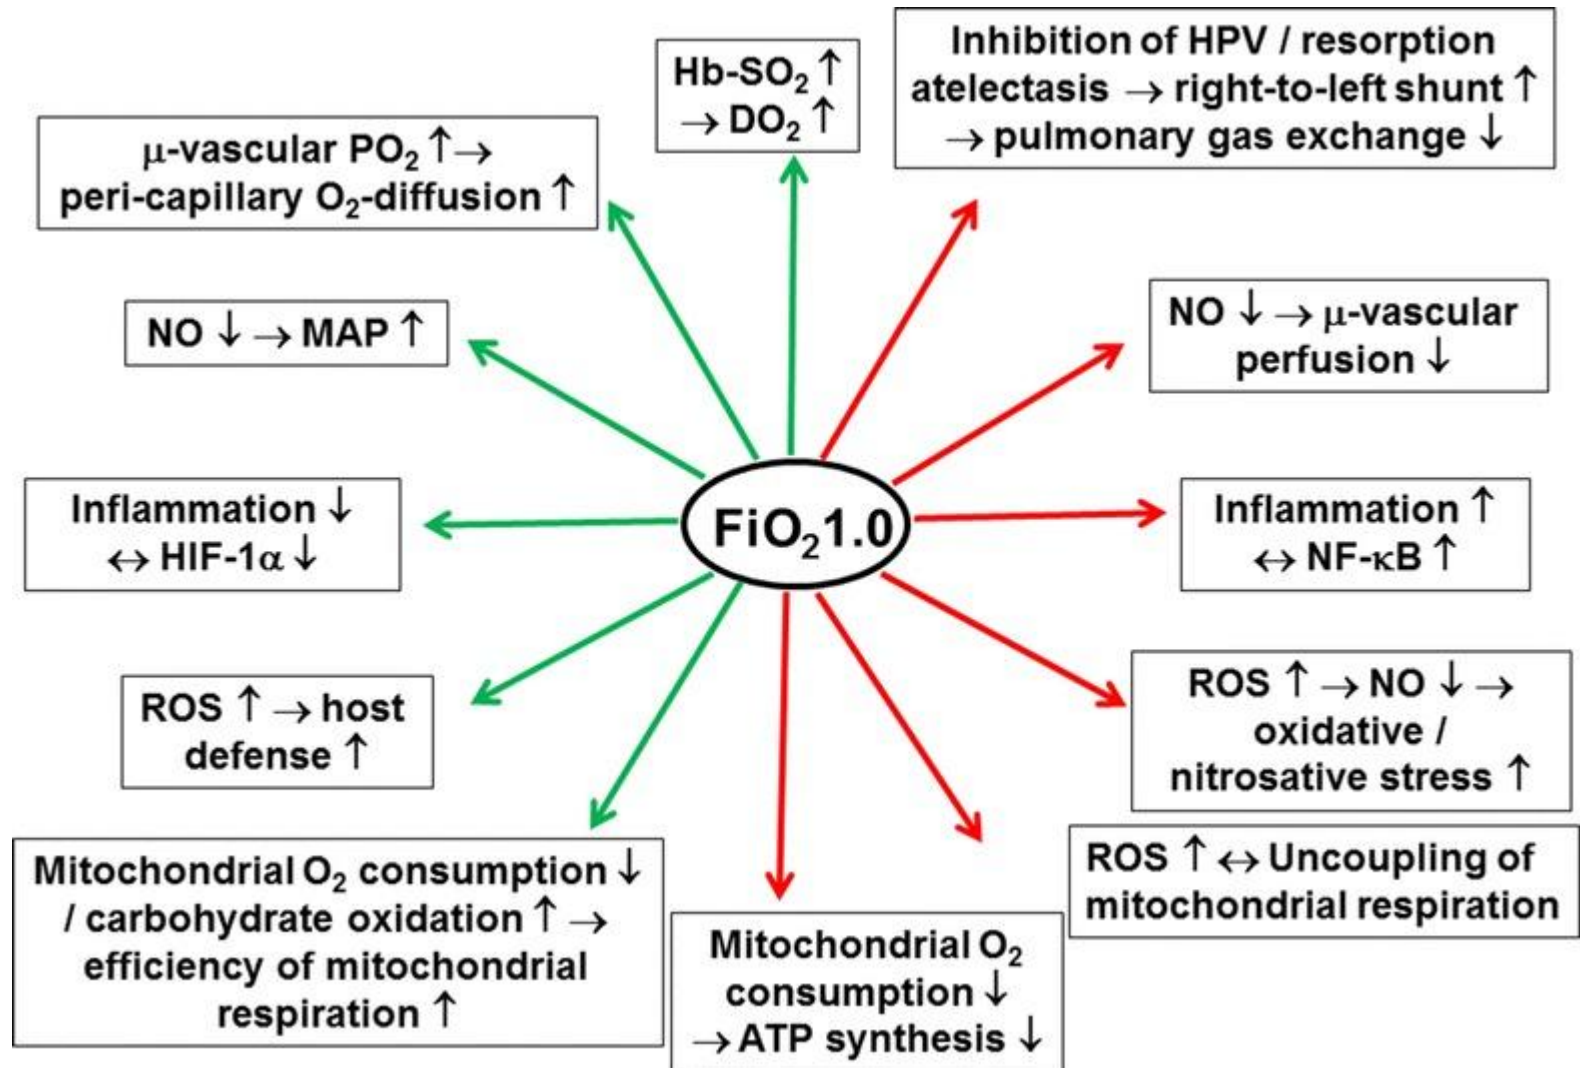 Hb-SO₂ ↑
→ DO₂ ↑
Inhibition of HPV / resorption
atelectasis → right-to-left shunt ↑
→ pulmonary gas exchange ↓
μ-vascular PO₂ ↑→
peri-capillary O₂-diffusion ↑
NO ↓ → MAP ↑
NO ↓ → μ-vascular
perfusion ↓
Inflammation ↓
↔ HIF-1α ↓
FiO₂1.0
Inflammation ↑
↔ NF-κB ↑
ROS ↑ → host
defense ↑
ROS ↑ → NO ↓ →
oxidative /
nitrosative stress ↑
Mitochondrial O₂ consumption ↓
/ carbohydrate oxidation ↑ →
efficiency of mitochondrial
respiration ↑
Mitochondrial O₂
consumption ↓
→ ATP synthesis ↓
ROS ↑ ↔ Uncoupling of
mitochondrial respiration